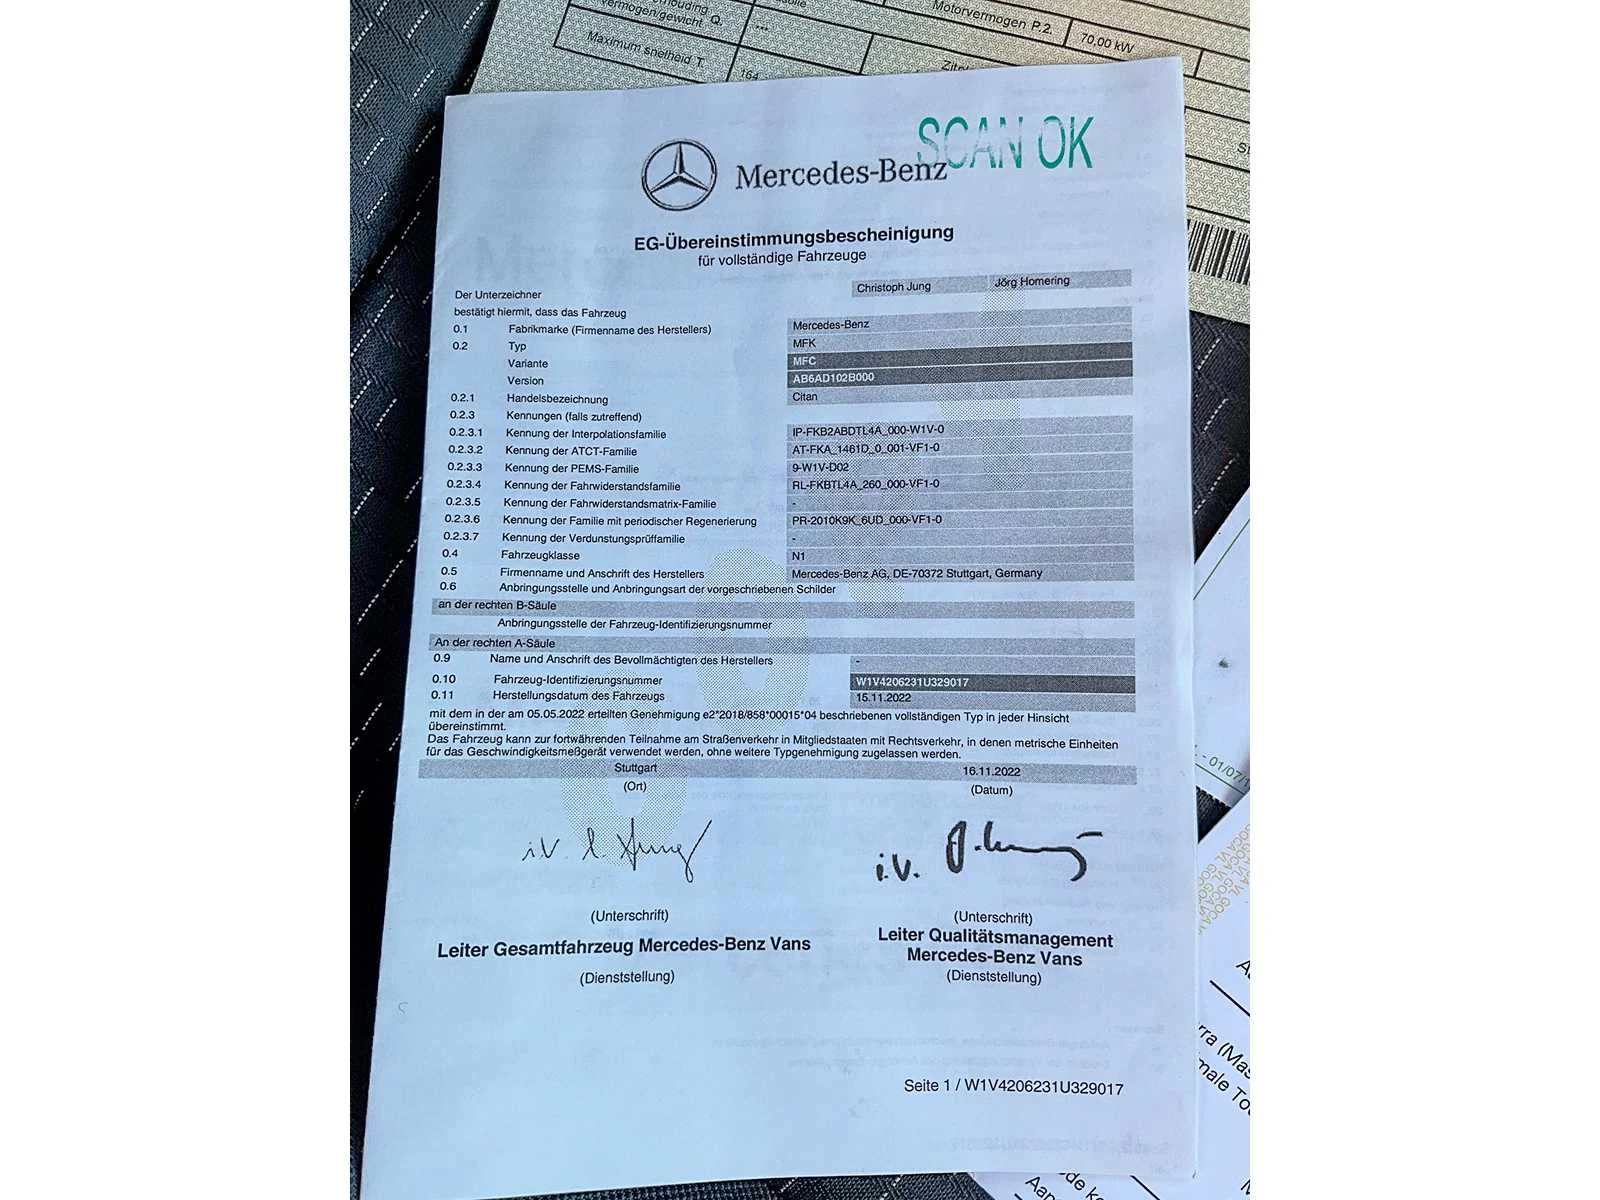 Motorvermogen P.2.
70,00 kW
vermogen/gewicht Q.
---
Maximum snelheid T.
164
SCAN OK
Mercedes-Benz
EG-Übereinstimmungsbescheinigung
für vollständige Fahrzeuge
Der Unterzeichner Christoph Jung Jörg Homering
bestätigt hiermit, dass das Fahrzeug
0.1 Fabrikmarke (Firmenname des Herstellers) Mercedes-Benz
0.2 Typ MFK
Variante MFC
Version AB6AD102B000
0.2.1 Handelsbezeichnung Citan
0.2.3 Kennungen (falls zutreffend)
0.2.3.1 Kennung der Interpolationsfamilie IP-FKB2ABDTL4A_000-W1V-0
0.2.3.2 Kennung der ATCT-Familie AT-FKA_1461D_0_001-VF1-0
0.2.3.3 Kennung der PEMS-Familie 9-W1V-D02
0.2.3.4 Kennung der Fahrwiderstandsfamilie RL-FKBTL4A_260_000-VF1-0
0.2.3.5 Kennung der Fahrwiderstandsmatrix-Familie -
0.2.3.6 Kennung der Familie mit periodischer Regenerierung PR-2010K9K_6UD_000-VF1-0
0.2.3.7 Kennung der Verdunstungsprüffamilie -
0.4 Fahrzeugklasse N1
0.5 Firmenname und Anschrift des Herstellers Mercedes-Benz AG, DE-70372 Stuttgart, Germany
0.6 Anbringungsstelle und Anbringungsart der vorgeschriebenen Schilder
an der rechten B-Säule
Anbringungsstelle der Fahrzeug-Identifizierungsnummer
An der rechten A-Säule
0.9 Name und Anschrift des Bevollmächtigten des Herstellers -
0.10 Fahrzeug-Identifizierungsnummer W1V4206231U329017
0.11 Herstellungsdatum des Fahrzeugs 15.11.2022
mit dem in der am 05.05.2022 erteilten Genehmigung e2*2018/858*00015*04 beschriebenen vollständigen Typ in jeder Hinsicht
übereinstimmt.
Das Fahrzeug kann zur fortwährenden Teilnahme am Straßenverkehr in Mitgliedstaaten mit Rechtsverkehr, in denen metrische Einheiten
für das Geschwindigkeitsmeßgerät verwendet werden, ohne weitere Typgenehmigung zugelassen werden.
Stuttgart 16.11.2022
(Ort) (Datum)
i.V.
i.V.
(Unterschrift) (Unterschrift)
Leiter Gesamtfahrzeug Mercedes-Benz Vans
Leiter Qualitätsmanagement
Mercedes-Benz Vans
(Dienststellung) (Dienststellung)
Seite 1 / W1V4206231U329017